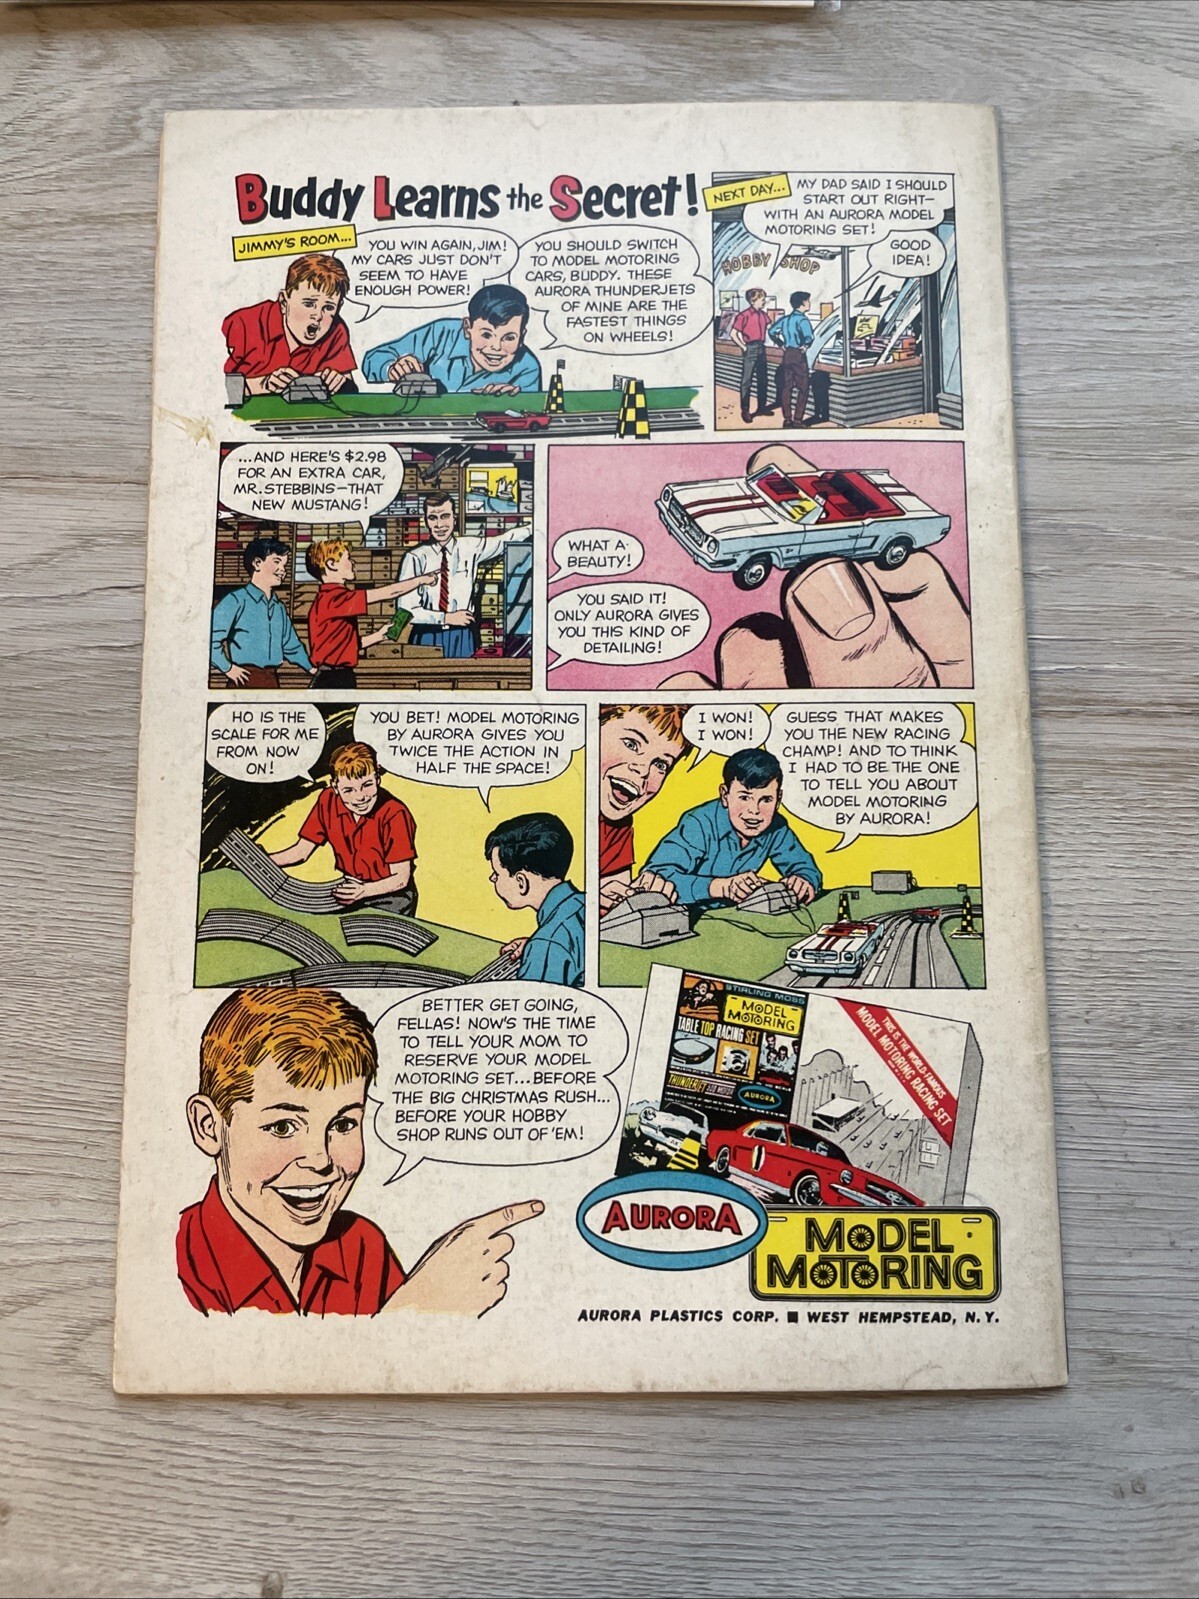 Buddy Learns the Secret!
JIMMY'S ROOM...
YOU WIN AGAIN, JIM!
MY CARS JUST DON'T
SEEM TO HAVE
ENOUGH POWER!
YOU SHOULD SWITCH
TO MODEL MOTORING
CARS, BUDDY. THESE
AURORA THUNDERJETS
OF MINE ARE THE
FASTEST THINGS
ON WHEELS!
NEXT DAY...
MY DAD SAID I SHOULD
START OUT RIGHT—
WITH AN AURORA MODEL
MOTORING SET!
GOOD
IDEA!
HOBBY SHOP
...AND HERE'S $2.98
FOR AN EXTRA CAR,
MR. STEBBINS—THAT
NEW MUSTANG!
WHAT A
BEAUTY!
YOU SAID IT!
ONLY AURORA GIVES
YOU THIS KIND OF
DETAILING!
HO IS THE
SCALE FOR ME
FROM NOW
ON!
YOU BET! MODEL MOTORING
BY AURORA GIVES YOU
TWICE THE ACTION IN
HALF THE SPACE!
I WON!
I WON!
GUESS THAT MAKES
YOU THE NEW RACING
CHAMP! AND TO THINK
I HAD TO BE THE ONE
TO TELL YOU ABOUT
MODEL MOTORING
BY AURORA!
BETTER GET GOING,
FELLAS! NOW'S THE TIME
TO TELL YOUR MOM TO
RESERVE YOUR MODEL
MOTORING SET...BEFORE
THE BIG CHRISTMAS RUSH...
BEFORE YOUR HOBBY
SHOP RUNS OUT OF 'EM!
STIRLING MOSS
MODEL
MOTORING
TABLE TOP RACING SET
THUNDERJET
AURORA
THIS IS THE WORLD-FAMOUS
MODEL MOTORING RACING SET
1
AURORA
MODEL
MOTORING
AURORA PLASTICS CORP. ■ WEST HEMPSTEAD, N.Y.